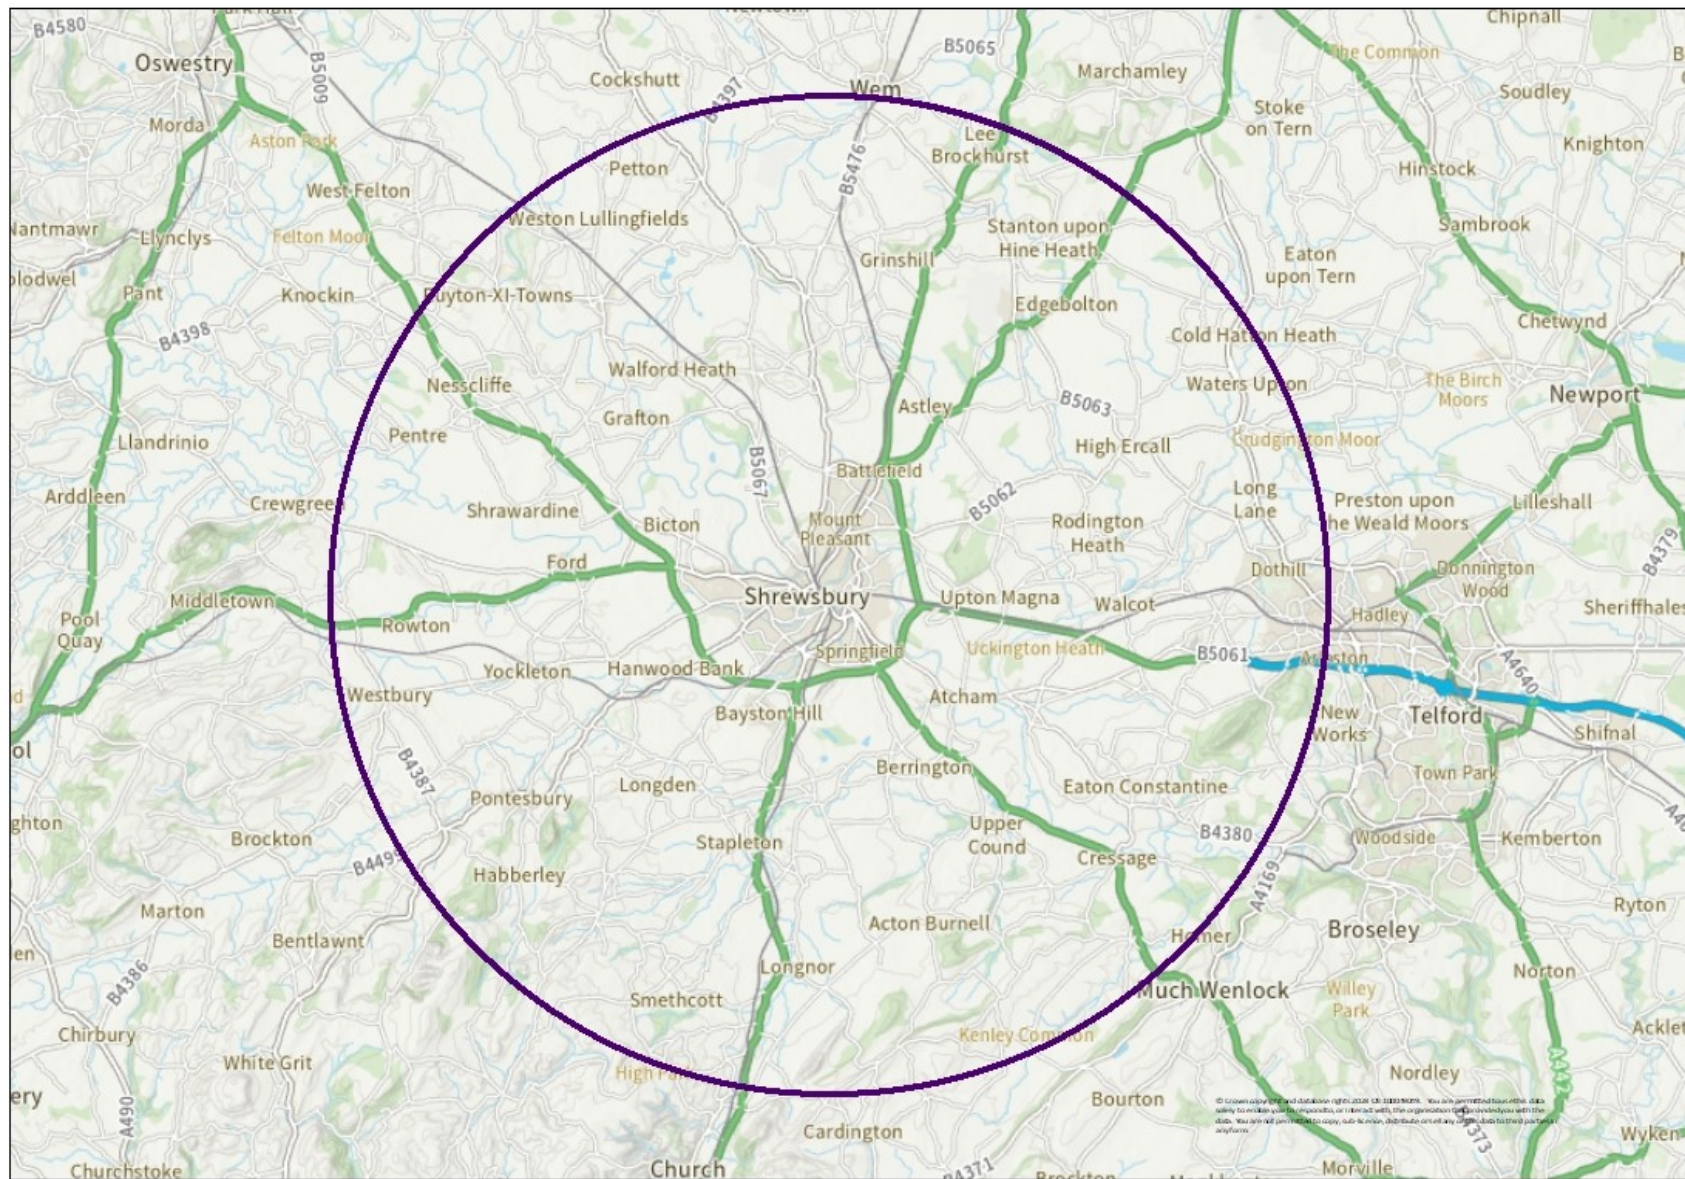 B4580
B5009
Oswestry
Cockshutt
B5065
Wem
Marchamley
The Common
Chipnall
Soudley
Stoke
on Tern
Knighton
Morda
Aston Park
Lee
Brockhurst
Petton
B5476
Hinstock
West Felton
Weston Lullingfields
Stanton upon
Hine Heath
Sambrook
Nantmawr
Llynclys
Felton Moor
Grinshill
Eaton
upon Tern
Pant
Knockin
Ruyton-XI-Towns
Edgebolton
Chetwynd
B4398
Cold Hatton Heath
Nesscliffe
Walford Heath
Waters Upton
The Birch
Moors
Newport
Astley
B5063
Grafton
Llandrinio
Pentre
High Ercall
Crudgington Moor
Battlefield
B5067
Arddleen
Crewgreen
Shrawardine
Bicton
Mount
Pleasant
B5062
Rodington
Heath
Long
Lane
Preston upon
the Weald Moors
Lilleshall
B4379
Ford
Dothill
Donnington
Wood
Middletown
Shrewsbury
Upton Magna
Walcot
Hadley
Sheriffhales
Pool
Quay
Rowton
Springfield
Uckington Heath
B5061
Arleston
A4640
Yockleton
Hanwood Bank
Westbury
Atcham
Bayston Hill
New
Works
Telford
Shifnal
B4387
Berrington
Longden
Pontesbury
Eaton Constantine
Town Park
Brockton
Stapleton
Upper
Cound
B4380
Woodside
Kemberton
Cressage
Habberley
A4169
Marton
Acton Burnell
Ryton
Bentlawnt
Homer
Broseley
B4386
Longnor
Norton
Smethcott
Much Wenlock
Willey
Park
Chirbury
Kenley Common
White Grit
Nordley
A490
Bourton
Cardington
B4373
Wyken
Churchstoke
Church
B4371
Morville